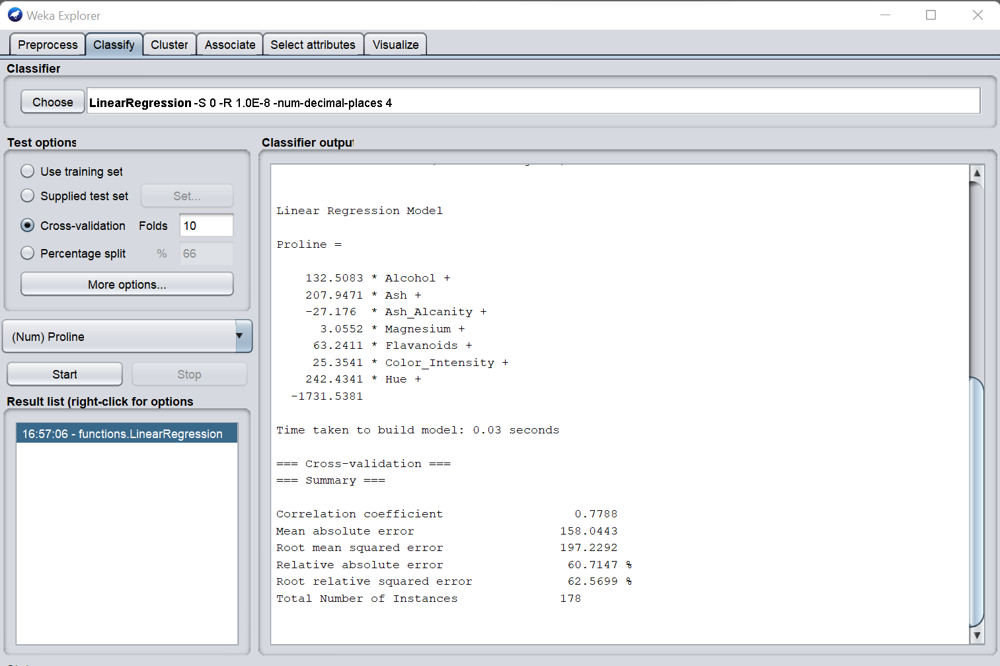 Weka Explorer
Preprocess Classify Cluster Associate Select attributes Visualize
Classifier
Choose LinearRegression -S 0 -R 1.0E-8 -num-decimal-places 4
Test options
Use training set
Supplied test set Set...
Cross-validation Folds 10
Percentage split % 66
More options...
(Num) Proline
Start Stop
Result list (right-click for options
16:57:06 - functions.LinearRegression
Classifier output
Linear Regression Model
Proline =
132.5083 * Alcohol +
207.9471 * Ash +
-27.176 * Ash_Alcanity +
3.0552 * Magnesium +
63.2411 * Flavanoids +
25.3541 * Color_Intensity +
242.4341 * Hue +
-1731.5381
Time taken to build model: 0.03 seconds
=== Cross-validation ===
=== Summary ===
Correlation coefficient 0.7788
Mean absolute error 158.0443
Root mean squared error 197.2292
Relative absolute error 60.7147 %
Root relative squared error 62.5699 %
Total Number of Instances 178